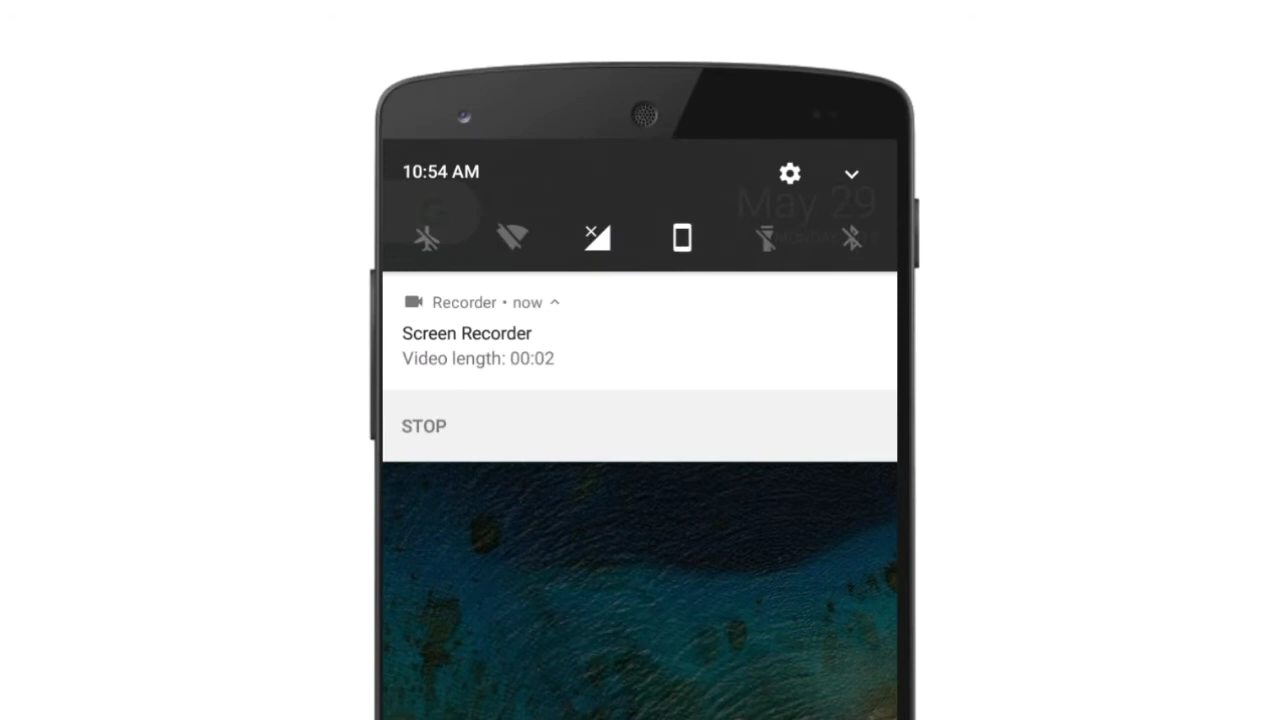 10:54 AM
May 29
Recorder • now
Screen Recorder
Video length: 00:02
STOP